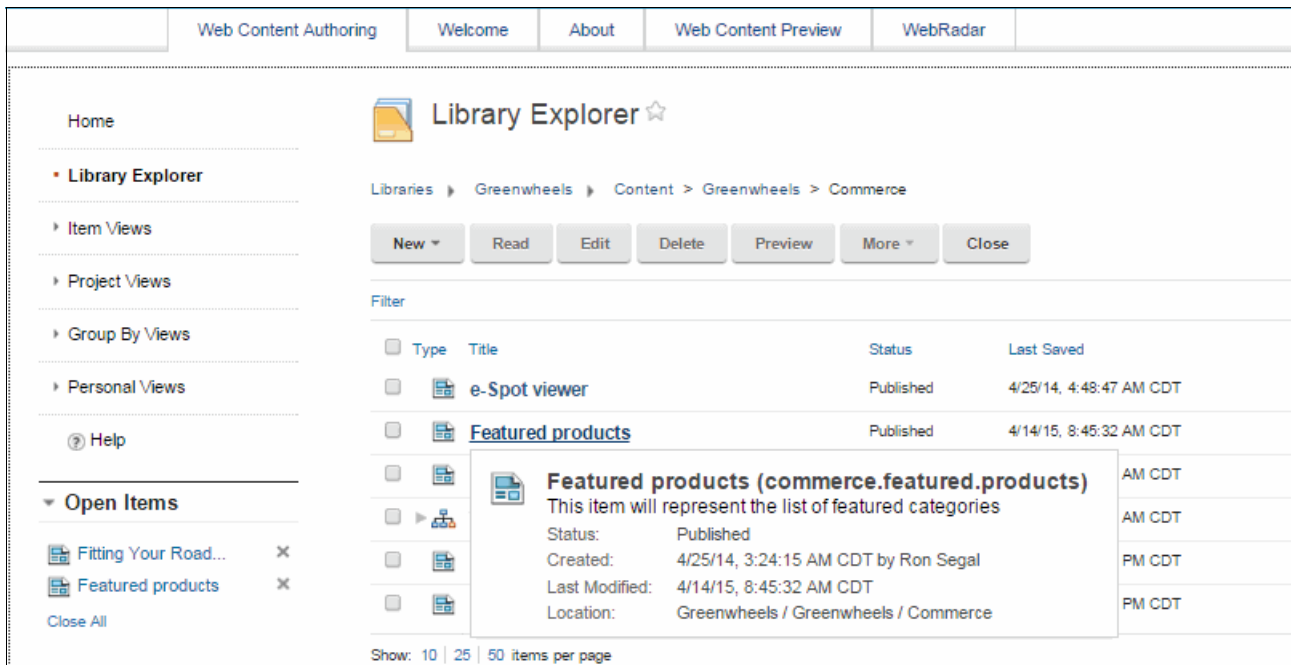 Web Content Authoring Welcome About Web Content Preview WebRadar
Home
Library Explorer
Item Views
Project Views
Group By Views
Personal Views
Help
Open Items
Fitting Your Road...
Featured products
Close All
Library Explorer
Libraries Greenwheels Content > Greenwheels > Commerce
New Read Edit Delete Preview More Close
Filter
Type Title Status Last Saved
e-Spot viewer Published 4/25/14, 4:48:47 AM CDT
Featured products Published 4/14/15, 8:45:32 AM CDT
AM CDT
AM CDT
PM CDT
PM CDT
Featured products (commerce.featured.products)
This item will represent the list of featured categories
Status: Published
Created: 4/25/14, 3:24:15 AM CDT by Ron Segal
Last Modified: 4/14/15, 8:45:32 AM CDT
Location: Greenwheels / Greenwheels / Commerce
Show: 10 | 25 | 50 items per page